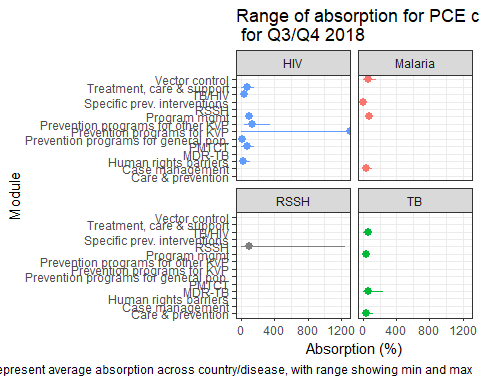 Range of absorption for PCE c
for Q3/Q4 2018
HIV
Malaria
Vector control
Treatment, care & support
TB/HIV
Specific prev. interventions
RSSH
Program mgmt
Prevention programs for other KVP
Prevention programs for KVP
Prevention programs for general non.
PMTCT
MDR-TB
Human rights barriers
Case management
Care & prevention
Module
RSSH
TB
Vector control
Treatment, care & support
TB/HIV
Specific prev. interventions
RSSH
Program mgmt
Prevention programs for other KVP
Prevention programs for KVP
Prevention programs for general non.
PMTCT
MDR-TB
Human rights barriers
Case management
Care & prevention
0 400 800 1200 0 400 800 1200
Absorption (%)
epresent average absorption across country/disease, with range showing min and max